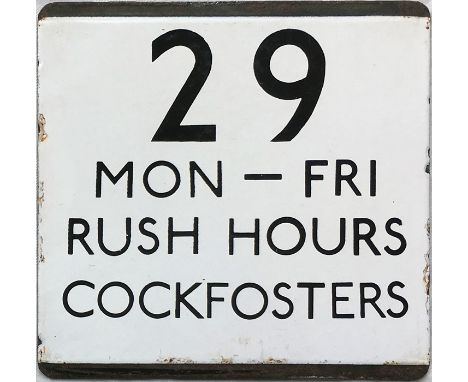 29
MON – FRI
RUSH HOURS
COCKFOSTERS